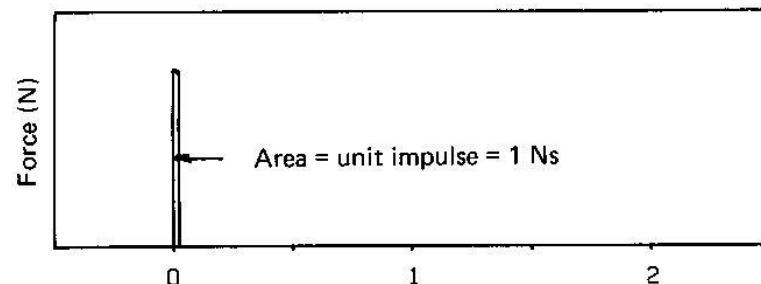 Force (N)
Area = unit impulse = 1 Ns
0 1 2